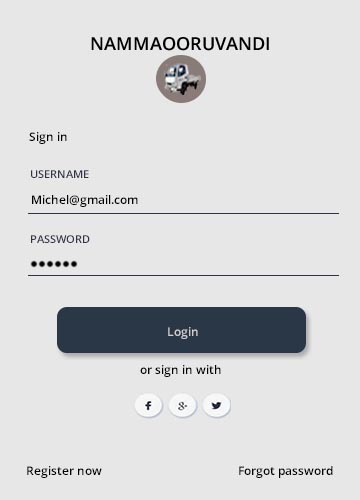 NAMMAOORUVANDI
Sign in
USERNAME
Michel@gmail.com
PASSWORD
••••••
Login
or sign in with
Register now
Forgot password